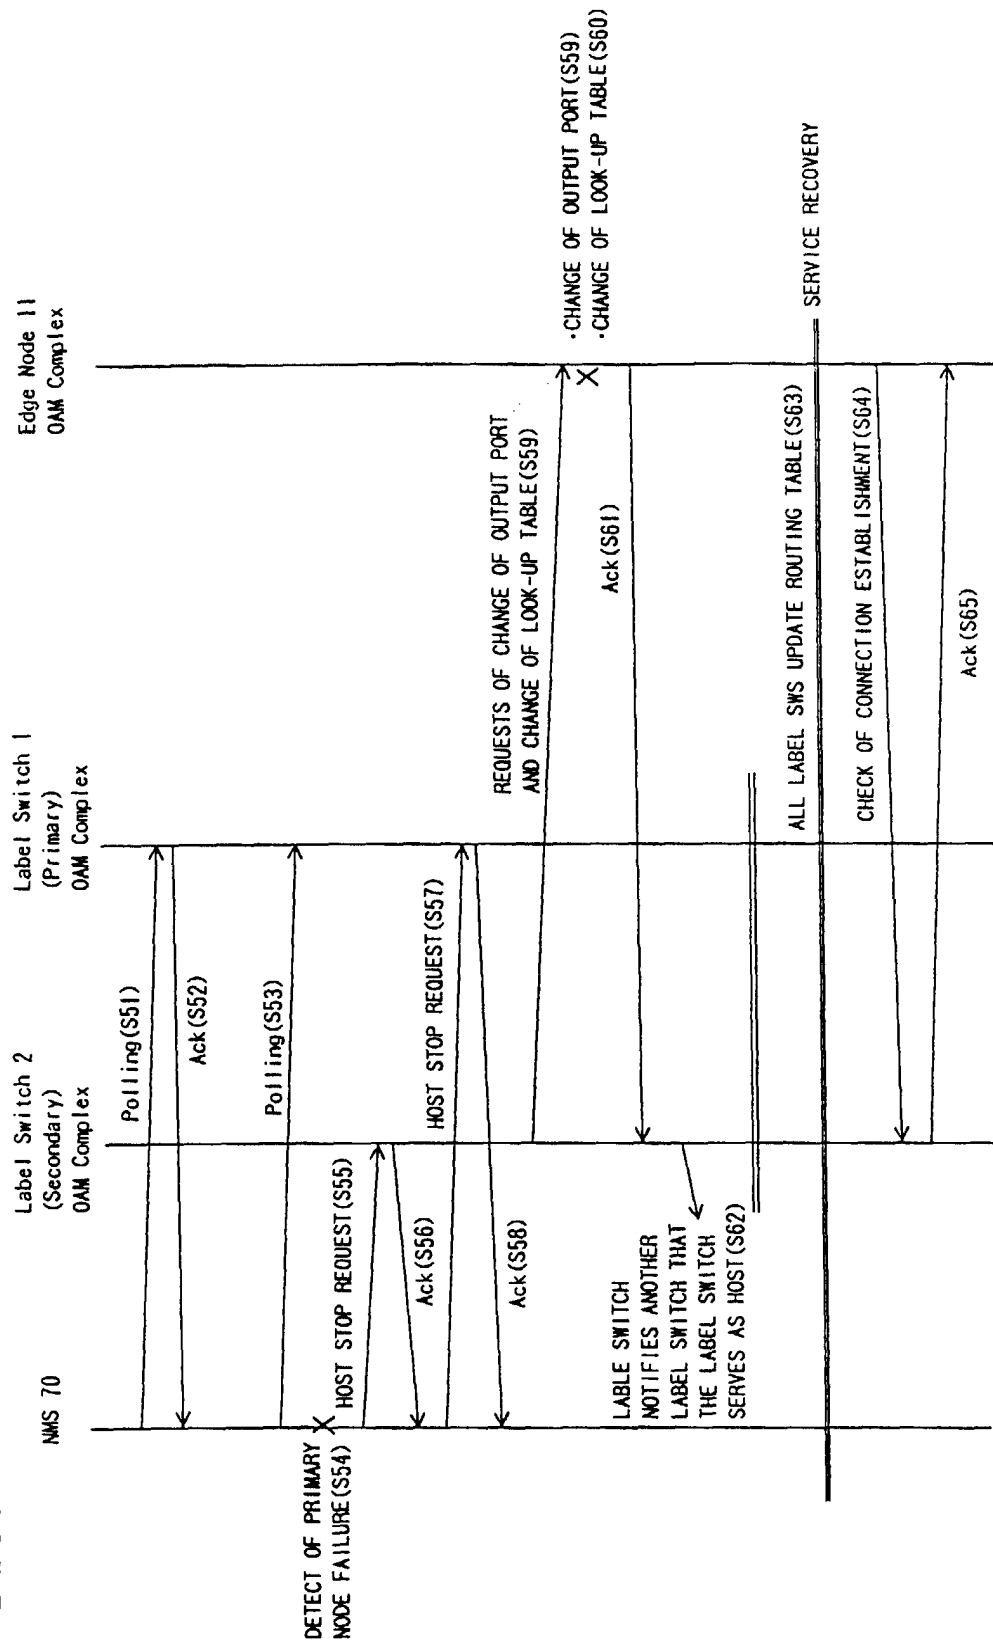 NMS 70
Label Switch 2
(Secondary)
OAM Complex
Label Switch 1
(Primary)
OAM Complex
Edge Node 11
OAM Complex
Polling(S51)
Ack(S52)
Polling(S53)
DETECT OF PRIMARY
NODE FAILURE(S54)
HOST STOP REQUEST(S55)
Ack(S56)
HOST STOP REQUEST(S57)
Ack(S58)
REQUESTS OF CHANGE OF OUTPUT PORT
AND CHANGE OF LOOK-UP TABLE(S59)
·CHANGE OF OUTPUT PORT(S59)
·CHANGE OF LOOK-UP TABLE(S60)
Ack(S61)
LABLE SWITCH
NOTIFIES ANOTHER
LABEL SWITCH THAT
THE LABEL SWITCH
SERVES AS HOST(S62)
ALL LABEL SWS UPDATE ROUTING TABLE(S63)
SERVICE RECOVERY
CHECK OF CONNECTION ESTABLISHMENT(S64)
Ack(S65)